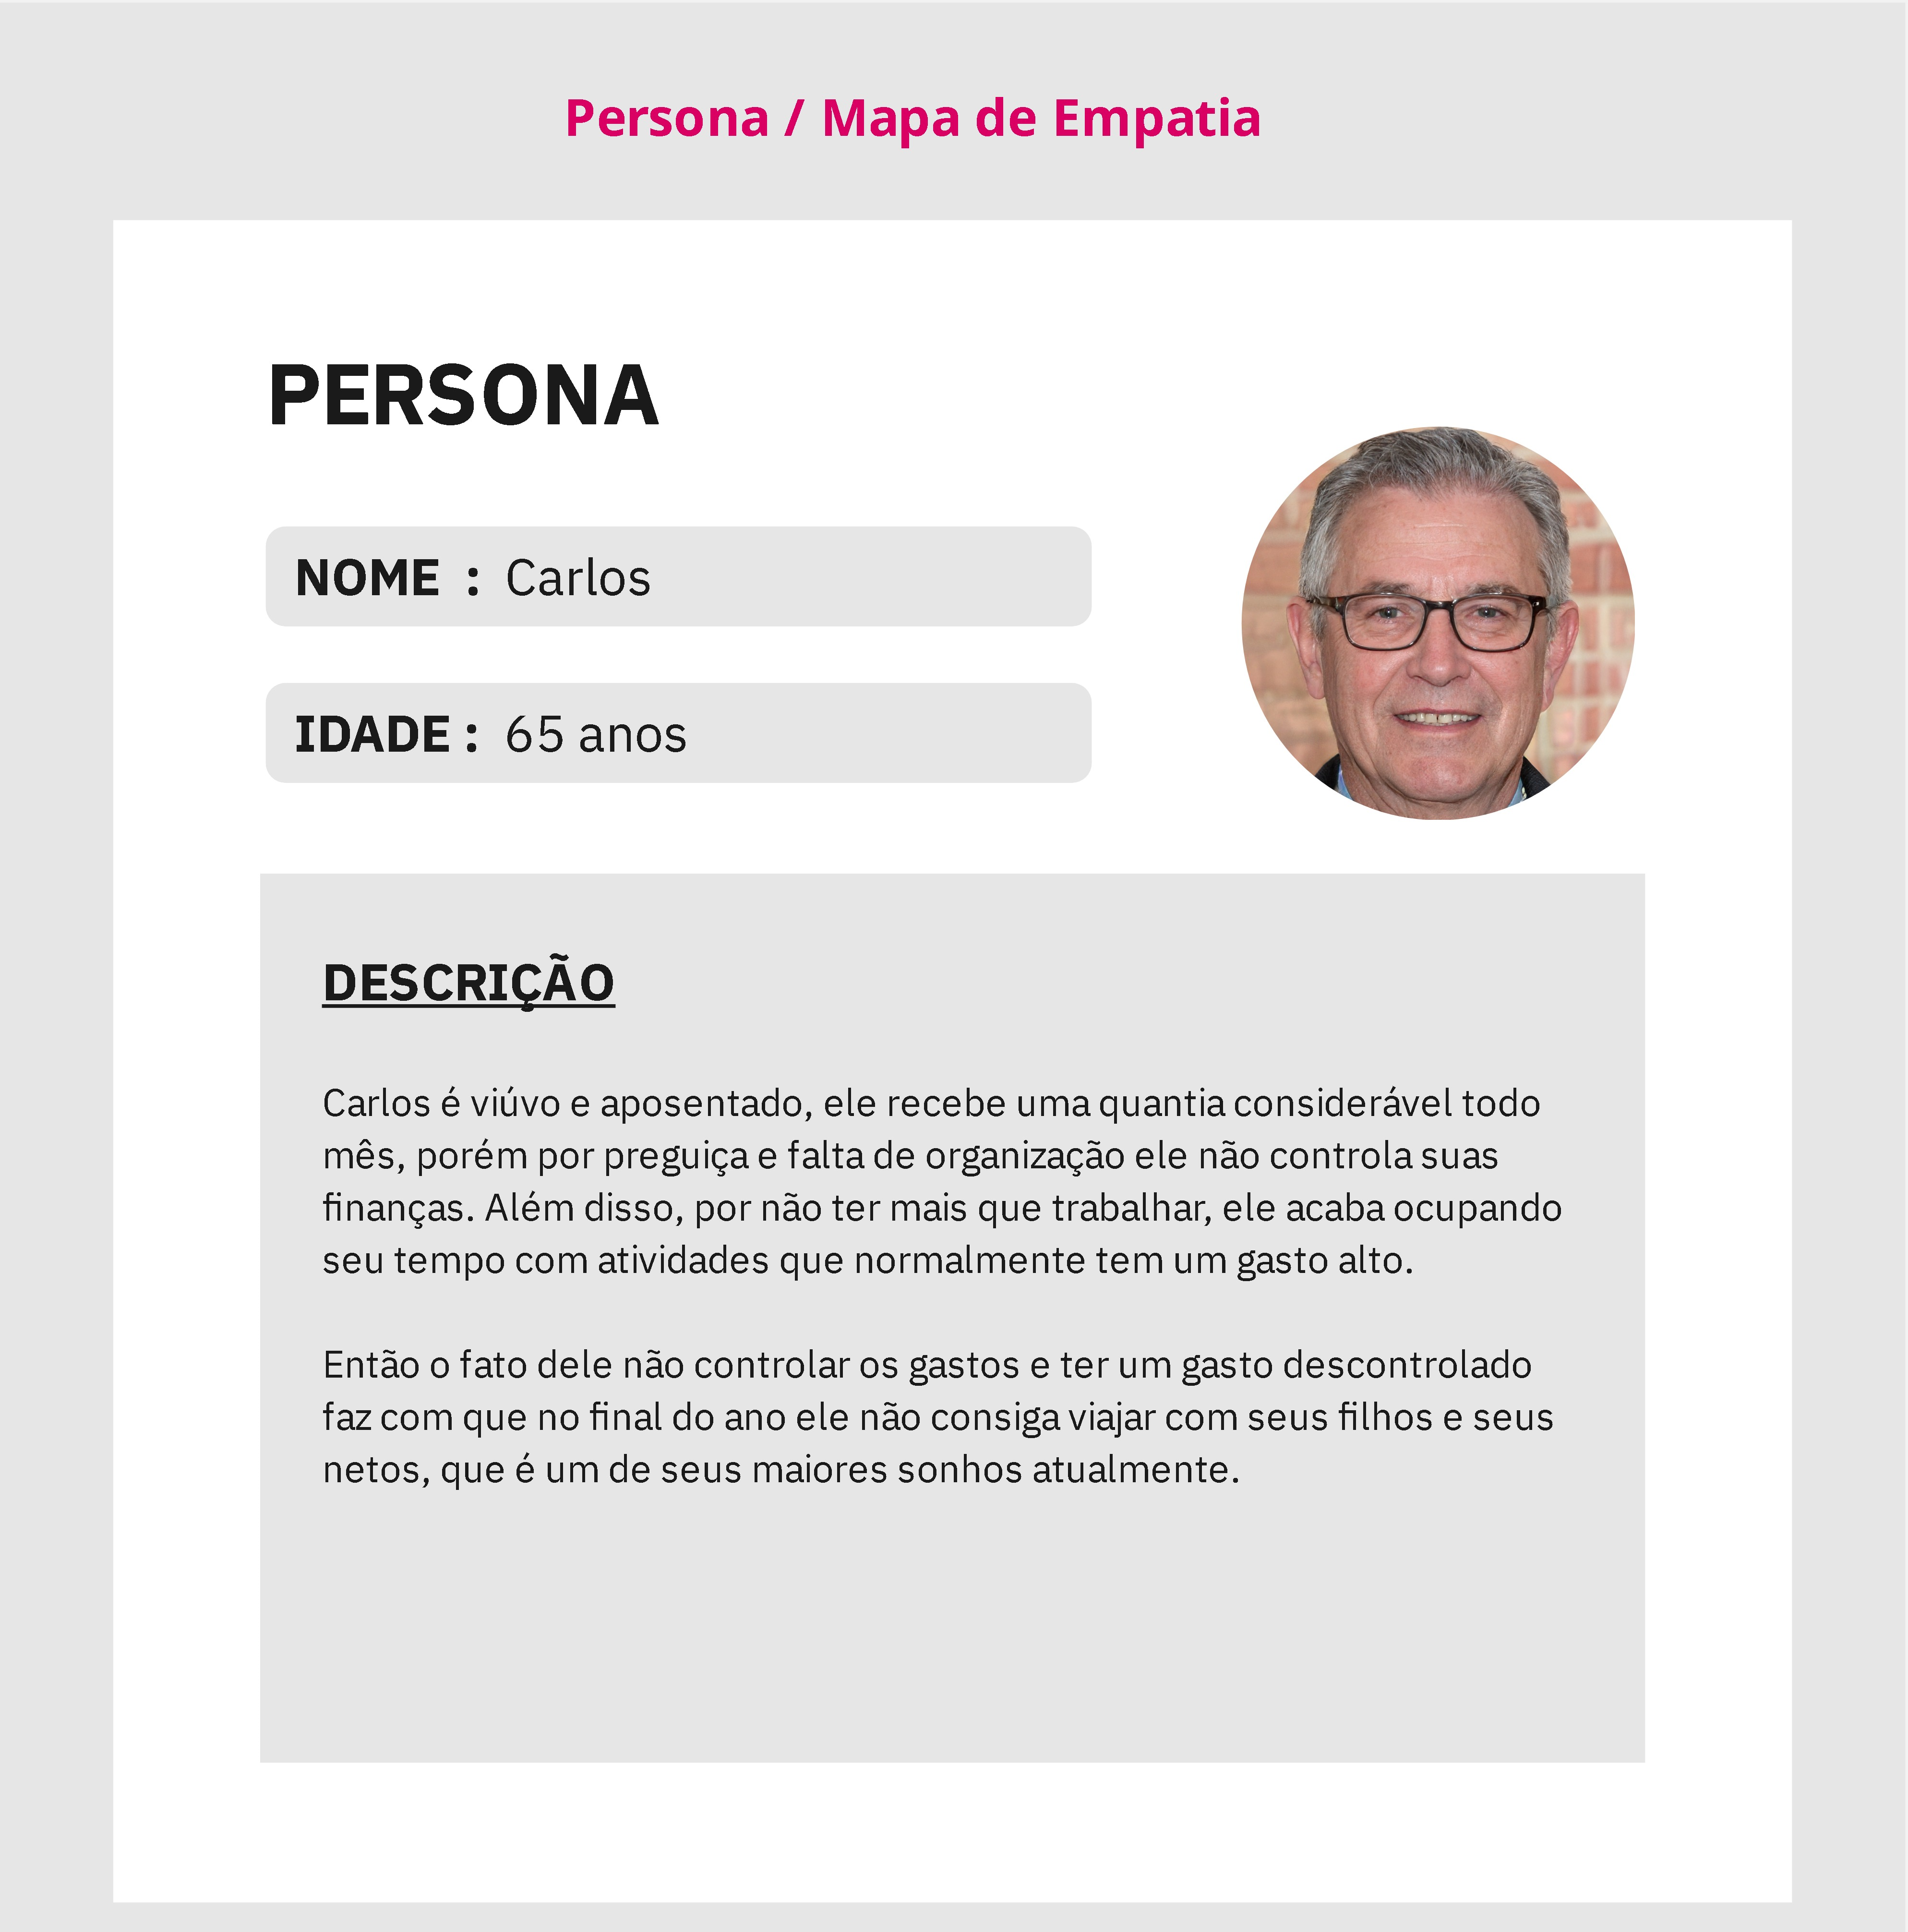 Persona / Mapa de Empatia
PERSONA
NOME : Carlos
IDADE : 65 anos
DESCRIÇÃO
Carlos é viúvo e aposentado, ele recebe uma quantia considerável todo
mês, porém por preguiça e falta de organização ele não controla suas
finanças. Além disso, por não ter mais que trabalhar, ele acaba ocupando
seu tempo com atividades que normalmente tem um gasto alto.
Então o fato dele não controlar os gastos e ter um gasto descontrolado
faz com que no final do ano ele não consiga viajar com seus filhos e seus
netos, que é um de seus maiores sonhos atualmente.